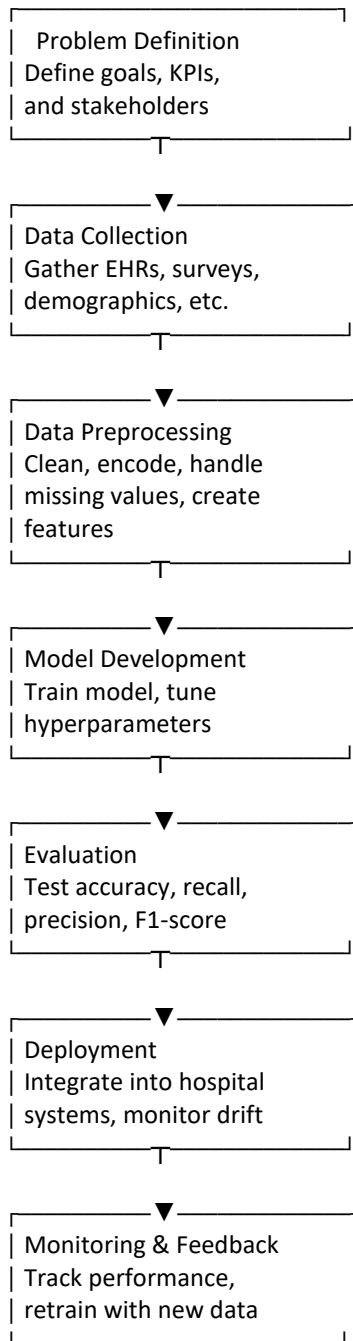 Problem Definition
Define goals, KPIs,
and stakeholders
Data Collection
Gather EHRs, surveys,
demographics, etc.
Data Preprocessing
Clean, encode, handle
missing values, create
features
Model Development
Train model, tune
hyperparameters
Evaluation
Test accuracy, recall,
precision, F1-score
Deployment
Integrate into hospital
systems, monitor drift
Monitoring & Feedback
Track performance,
retrain with new data